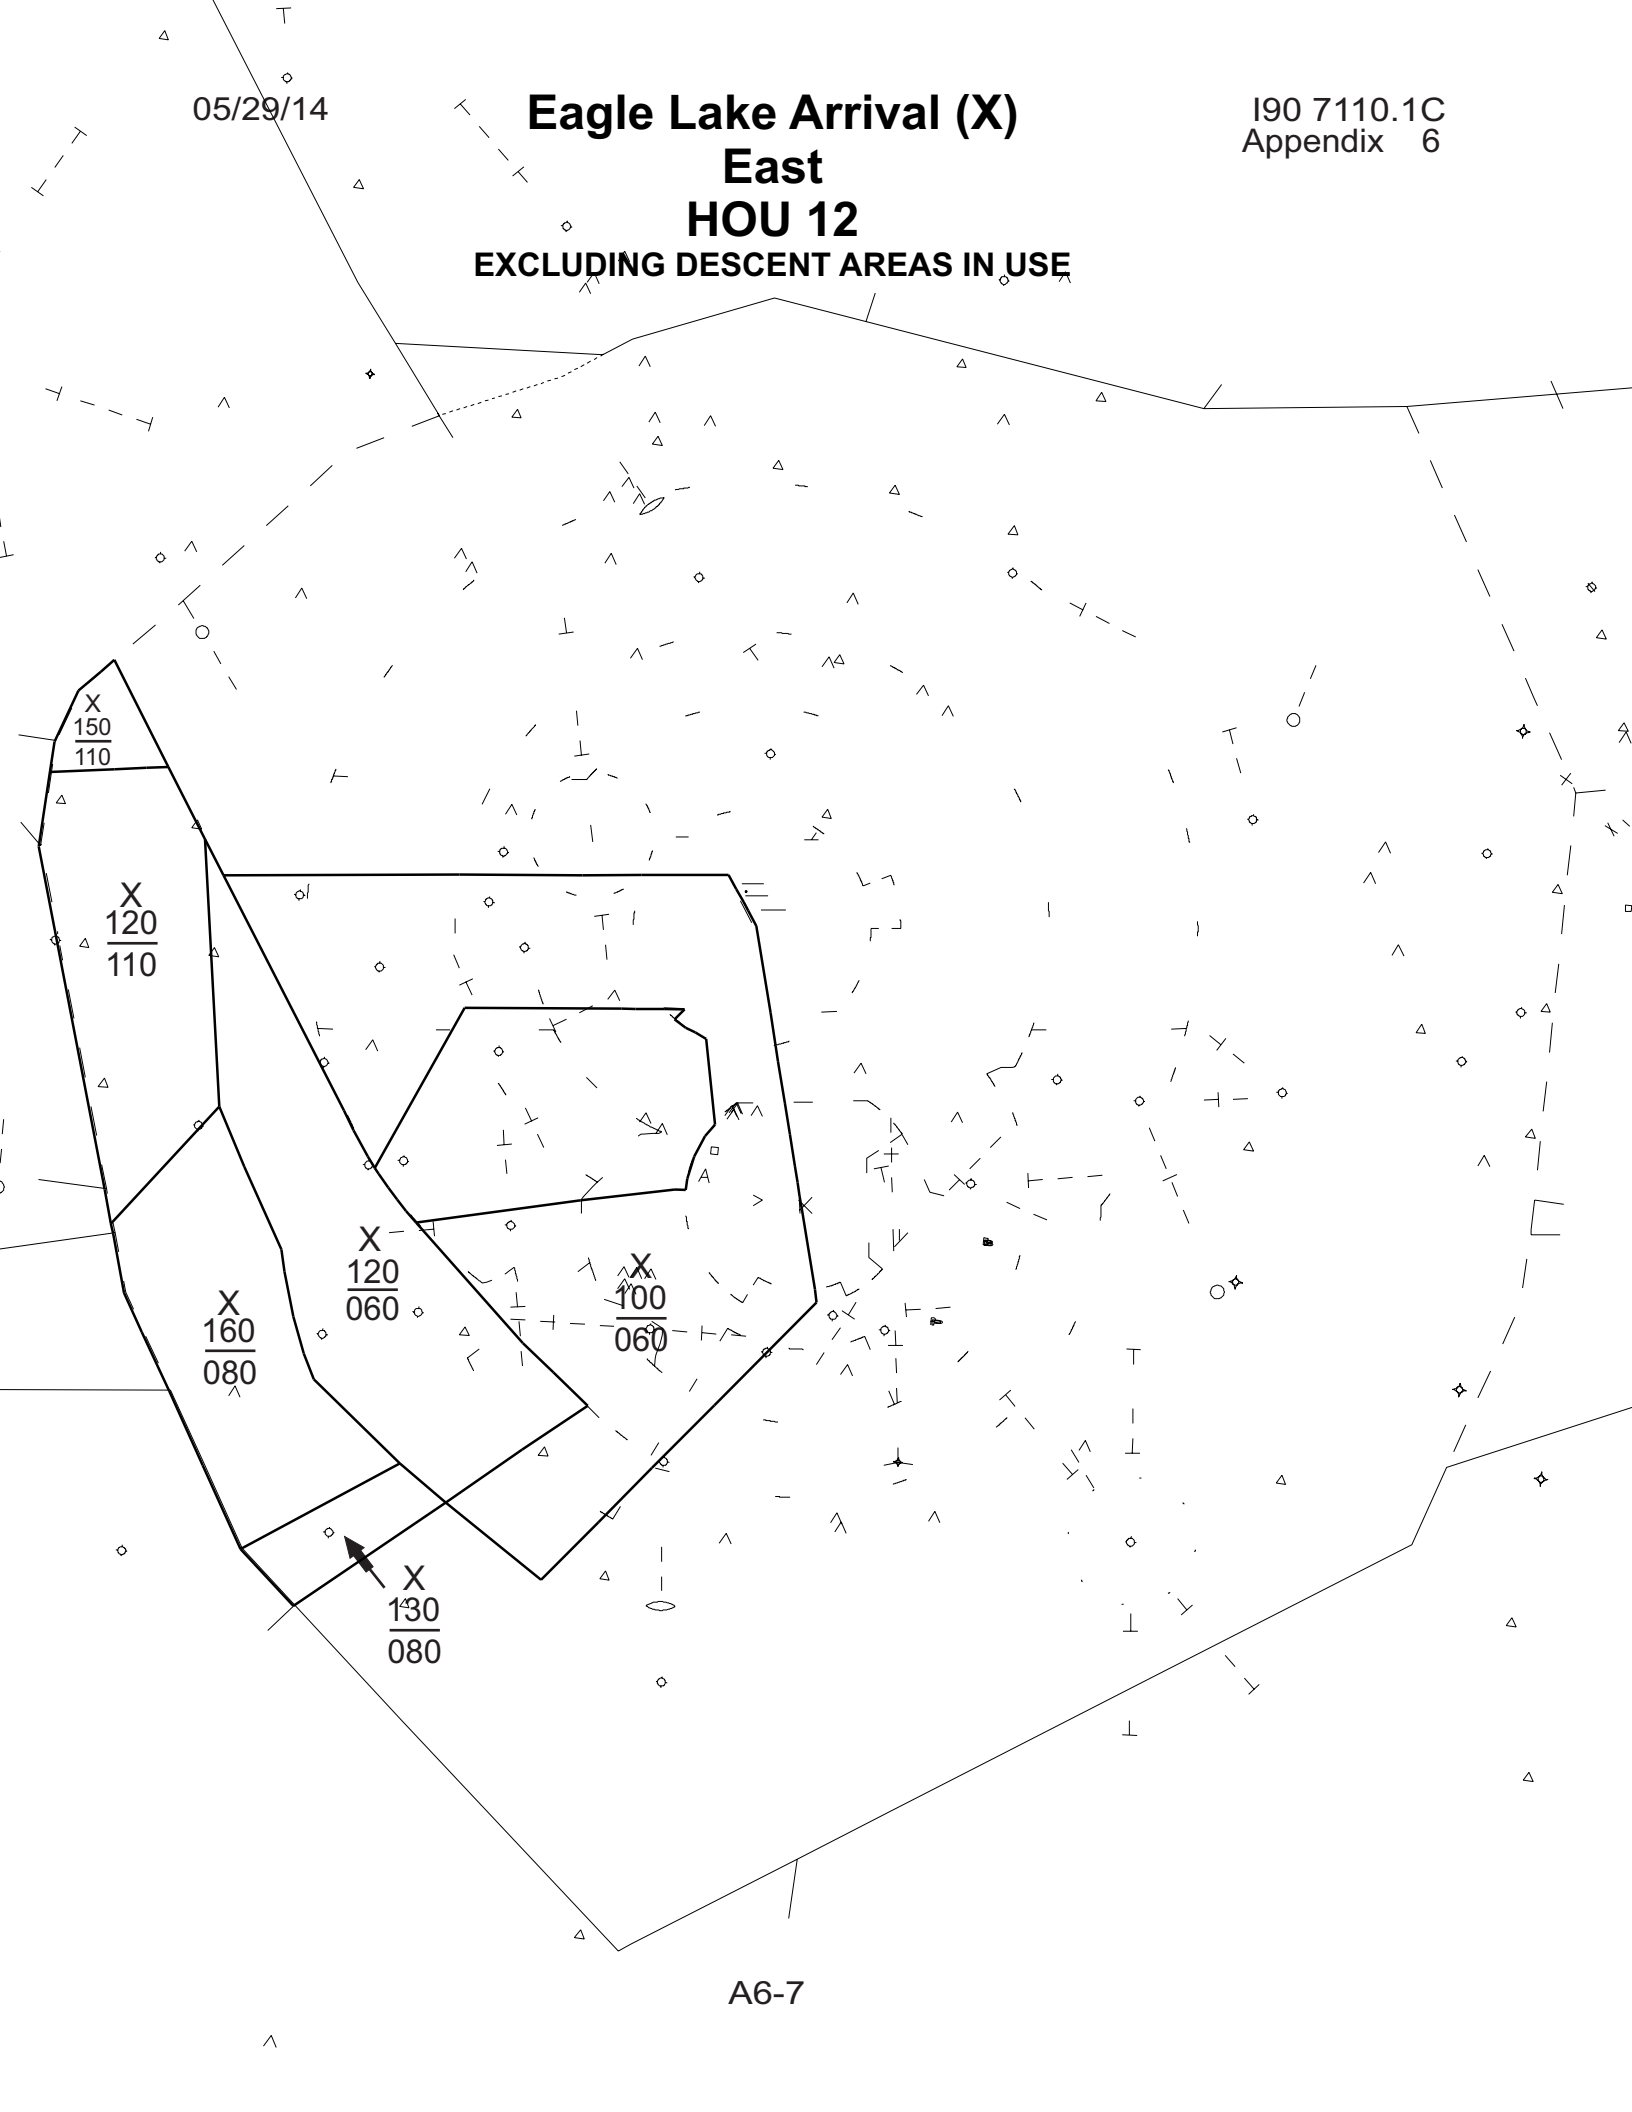 05/29/14
Eagle Lake Arrival (X)
East
HOU 12
EXCLUDING DESCENT AREAS IN USE
I90 7110.1C
Appendix 6
X
150
110
X
120
110
X
120
060
X
100
060
X
160
080
X
130
080
A
A6-7